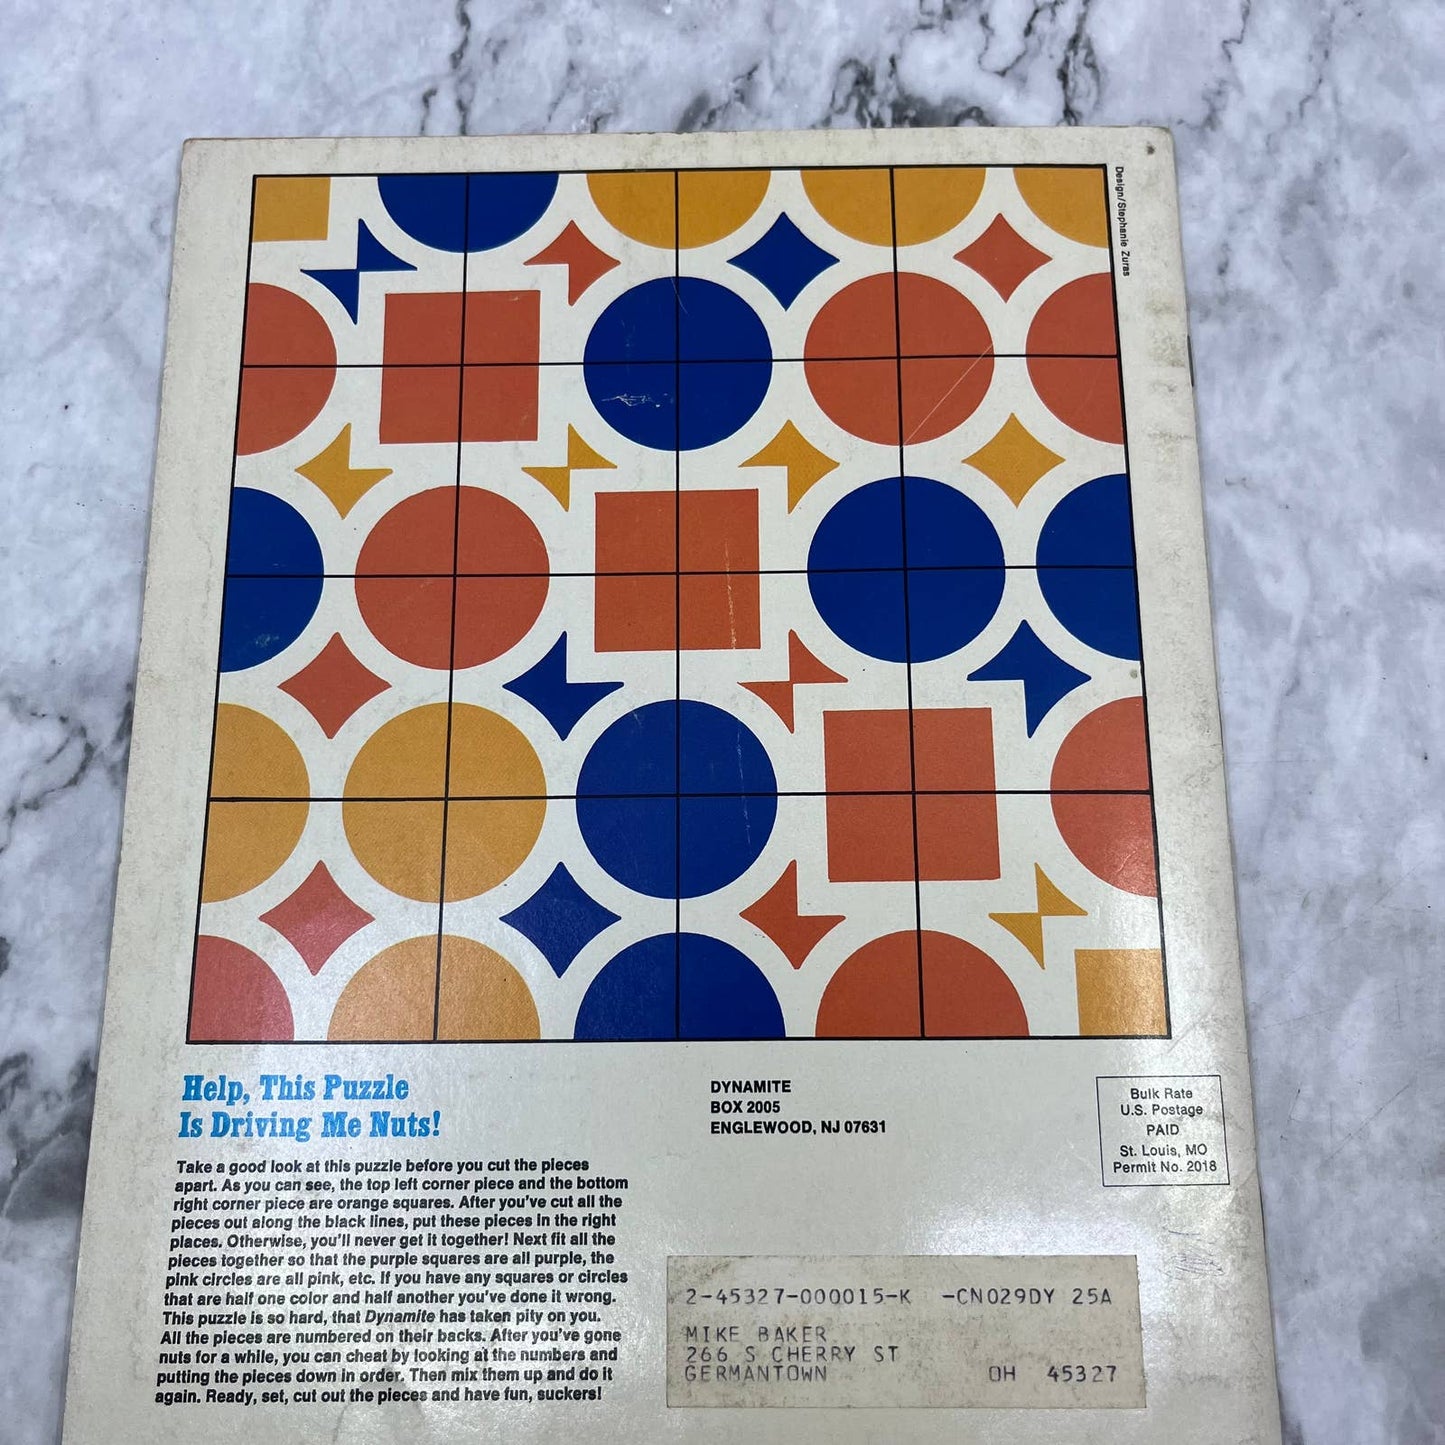 Design/Stephanie Zuras
Help, This Puzzle
Is Driving Me Nuts!
Take a good look at this puzzle before you cut the pieces
apart. As you can see, the top left corner piece and the bottom
right corner piece are orange squares. After you've cut all the
pieces out along the black lines, put these pieces in the right
places. Otherwise, you'll never get it together! Next fit all the
pieces together so that the purple squares are all purple, the
pink circles are all pink, etc. If you have any squares or circles
that are half one color and half another you've done it wrong.
This puzzle is so hard, that Dynamite has taken pity on you.
All the pieces are numbered on their backs. After you've gone
nuts for a while, you can cheat by looking at the numbers and
putting the pieces down in order. Then mix them up and do it
again. Ready, set, cut out the pieces and have fun, suckers!
DYNAMITE
BOX 2005
ENGLEWOOD, NJ 07631
Bulk Rate
U.S. Postage
PAID
St. Louis, MO
Permit No. 2018
2-45327-000015-K -CN029DY 25A
MIKE BAKER
266 S CHERRY ST
GERMANTOWN OH 45327